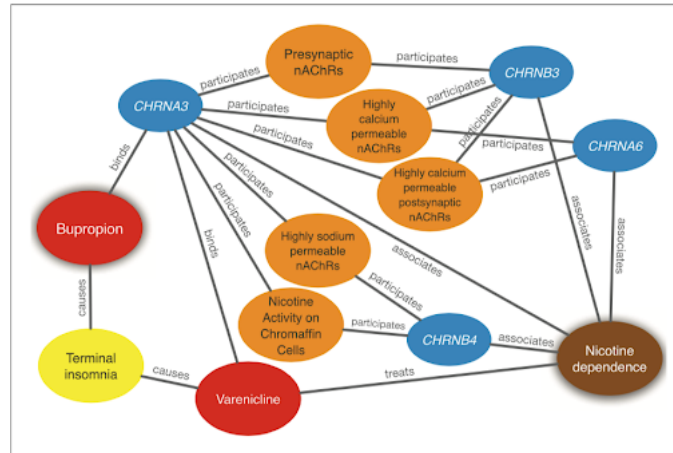 Presynaptic
nAChRs
participates
participates
CHRNB3
CHRNA3
participates
Highly
calcium
permeable
nAChRs
participates
participates
CHRNA6
participates
participates
Highly calcium
permeable
postsynaptic
nAChRs
participates
participates
binds
participates
participates
binds
Bupropion
Highly sodium
permeable
nAChRs
associates
associates
associates
causes
participates
Nicotine
Activity on
Chromaffin
Cells
participates
CHRNB4
associates
Nicotine
dependence
Terminal
insomnia
causes
Varenicline
treats